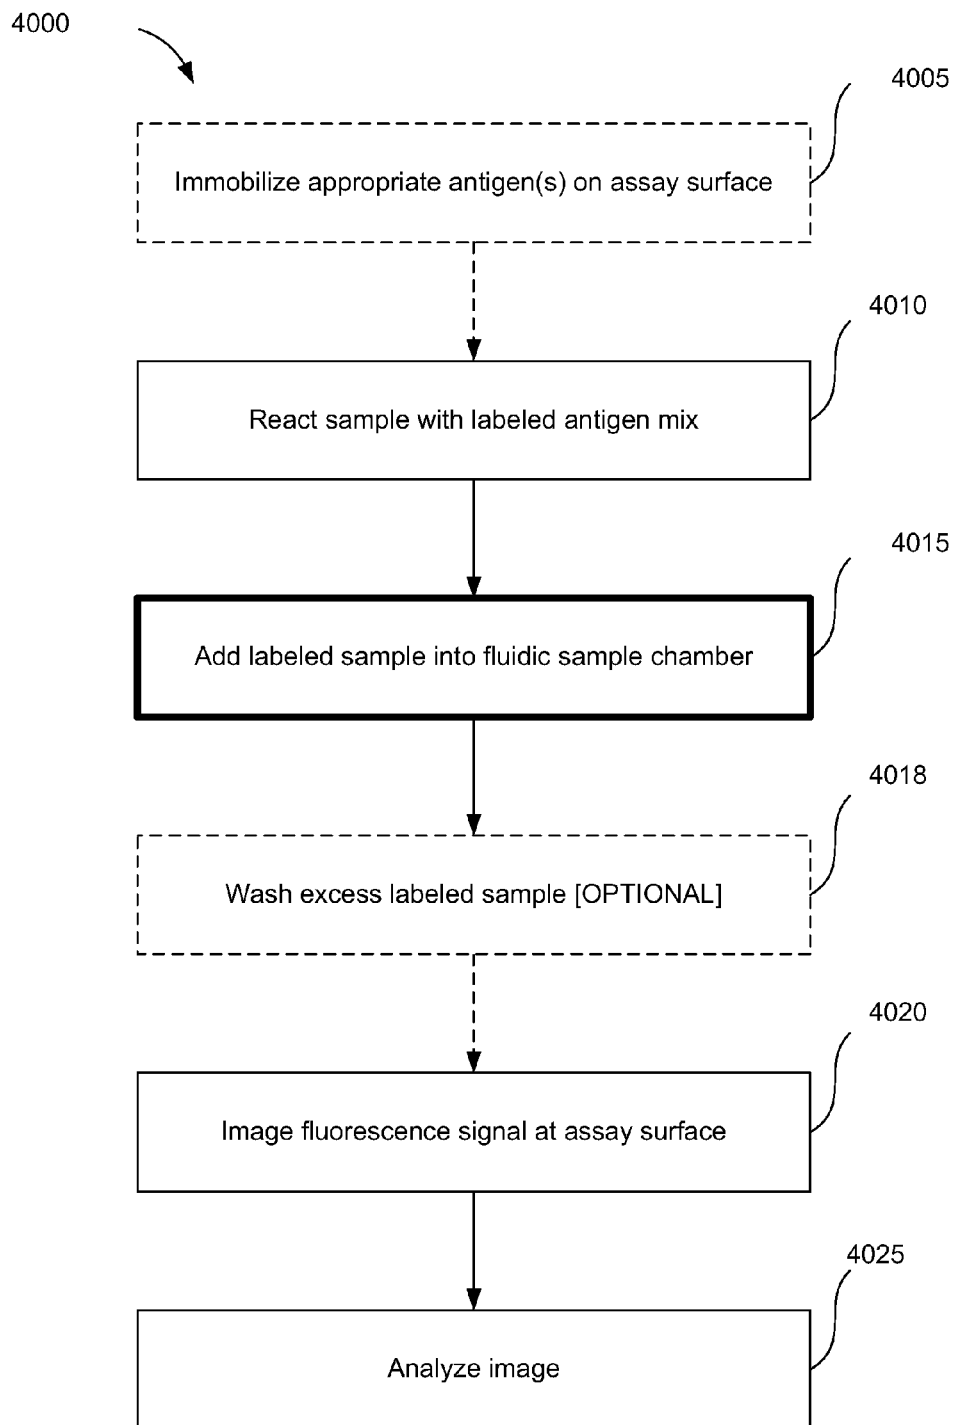 4000
4005
Immobilize appropriate antigen(s) on assay surface
4010
React sample with labeled antigen mix
4015
Add labeled sample into fluidic sample chamber
4018
Wash excess labeled sample [OPTIONAL]
4020
Image fluorescence signal at assay surface
4025
Analyze image